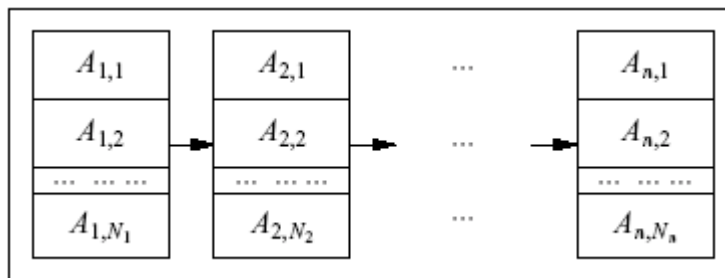 A1,1 A2,1 ... An,1
A1,2 A2,2 ... An,2
... ... ... ... ... ... ... ... ...
A1,N1 A2,N2 ... An,Nn